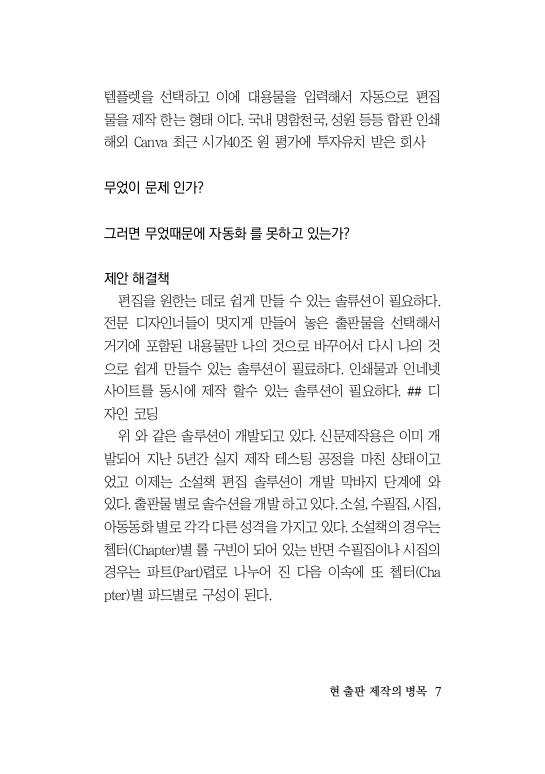 템플렛을 선택하고 이에 대용물을 입력해서 자동으로 편집
물을 제작 한는 형태 이다. 국내 명함천국, 성원 등등 합판 인쇄
해외 Canva 최근 시가40조 원 평가에 투자유치 받은 회사
무엇이 문제 인가?
그러면 무었때문에 자동화 를 못하고 있는가?
제안 해결책
편집을 원한는 데로 쉽게 만들 수 있는 솔류션이 필요하다.
전문 디자인너들이 멋지게 만들어 놓은 출판물을 선택해서
거기에 포함된 내용물만 나의 것으로 바꾸어서 다시 나의 것
으로 쉽게 만들수 있는 솔루션이 필료하다. 인쇄물과 인네넷
사이트를 동시에 제작 할수 있는 솔루션이 필요하다. ## 디
자인 코딩
위 와 같은 솔루션이 개발되고 있다. 신문제작용은 이미 개
발되어 지난 5년간 실지 제작 테스팅 공정을 마친 상태이고
었고 이제는 소설책 편집 솔루션이 개발 막바지 단계에 와
있다. 출판물 별로 솔수션을 개발 하고 있다. 소설, 수필집, 시집,
아동동화 별로 각각 다른 성격을 가지고 있다. 소설책의 경우는
쳅터(Chapter)별 롤 구빈이 되어 있는 반면 수필집이나 시집의
경우는 파트(Part)렵로 나누어 진 다음 이속에 또 쳅터(Cha
pter)별 파드별로 구성이 된다.
현 출판 제작의 병목 7